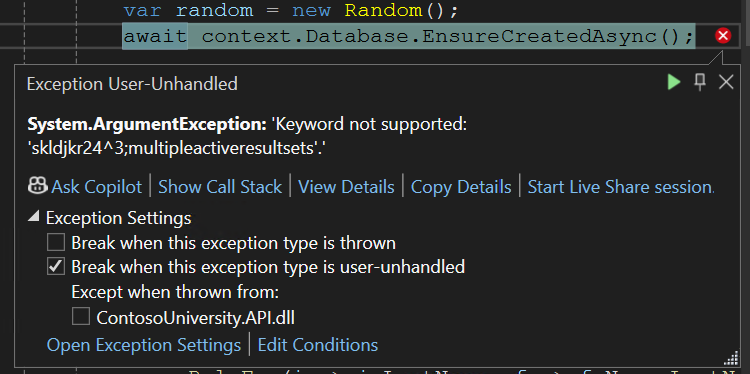 var random = new Random();
await context.Database.EnsureCreatedAsync();
Exception User-Unhandled
System.ArgumentException: 'Keyword not supported:
'skldjkr24^3;multipleactiveresultsets'.'
Ask Copilot | Show Call Stack | View Details | Copy Details | Start Live Share session.
Exception Settings
Break when this exception type is thrown
Break when this exception type is user-unhandled
Except when thrown from:
ContosoUniversity.API.dll
Open Exception Settings | Edit Conditions